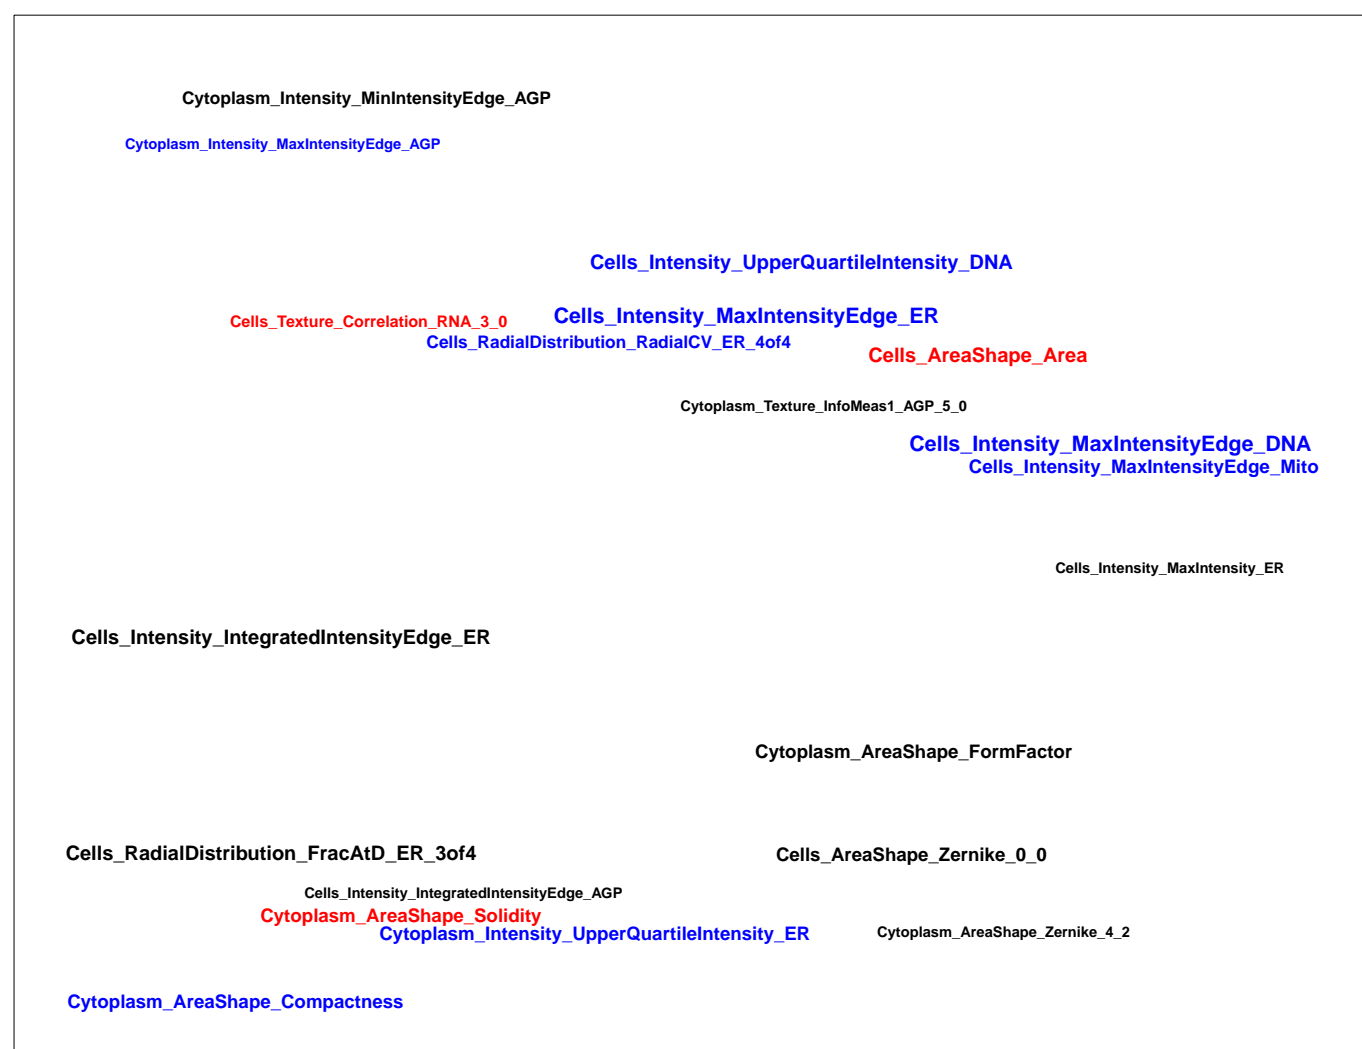 Cytoplasm_Intensity_MinIntensityEdge_AGP
Cytoplasm_Intensity_MaxIntensityEdge_AGP
Cells_Intensity_UpperQuartileIntensity_DNA
Cells_Intensity_MaxIntensityEdge_ER
Cells_Texture_Correlation_RNA_3_0
Cells_RadialDistribution_RadialCV_ER_4of4
Cells_AreaShape_Area
Cytoplasm_Texture_InfoMeas1_AGP_5_0
Cells_Intensity_MaxIntensityEdge_DNA
Cells_Intensity_MaxIntensityEdge_Mito
Cells_Intensity_MaxIntensity_ER
Cells_Intensity_IntegratedIntensityEdge_ER
Cytoplasm_AreaShape_FormFactor
Cells_RadialDistribution_FracAtD_ER_3of4
Cells_AreaShape_Zernike_0_0
Cells_Intensity_IntegratedIntensityEdge_AGP
Cytoplasm_AreaShape_Solidity
Cytoplasm_Intensity_UpperQuartileIntensity_ER
Cytoplasm_AreaShape_Zernike_4_2
Cytoplasm_AreaShape_Compactness